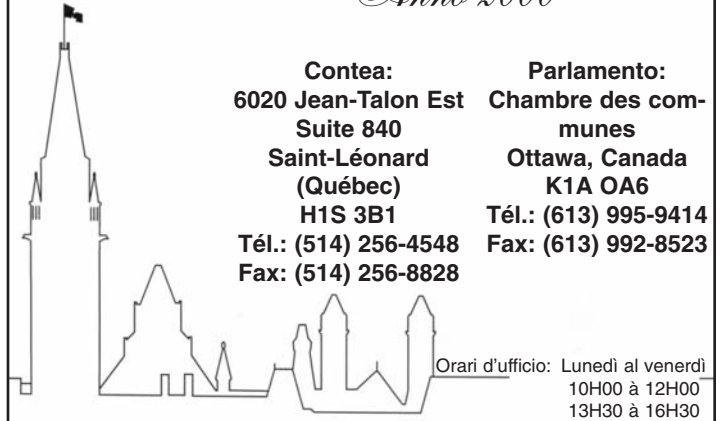 Anno 2006
Contea:
6020 Jean-Talon Est
Suite 840
Saint-Léonard
(Québec)
H1S 3B1
Tél.: (514) 256-4548
Fax: (514) 256-8828
Parlamento:
Chambre des com-
munes
Ottawa, Canada
K1A OA6
Tél.: (613) 995-9414
Fax: (613) 992-8523
Orari d'ufficio: Lunedì al venerdì
10H00 à 12H00
13H30 à 16H30